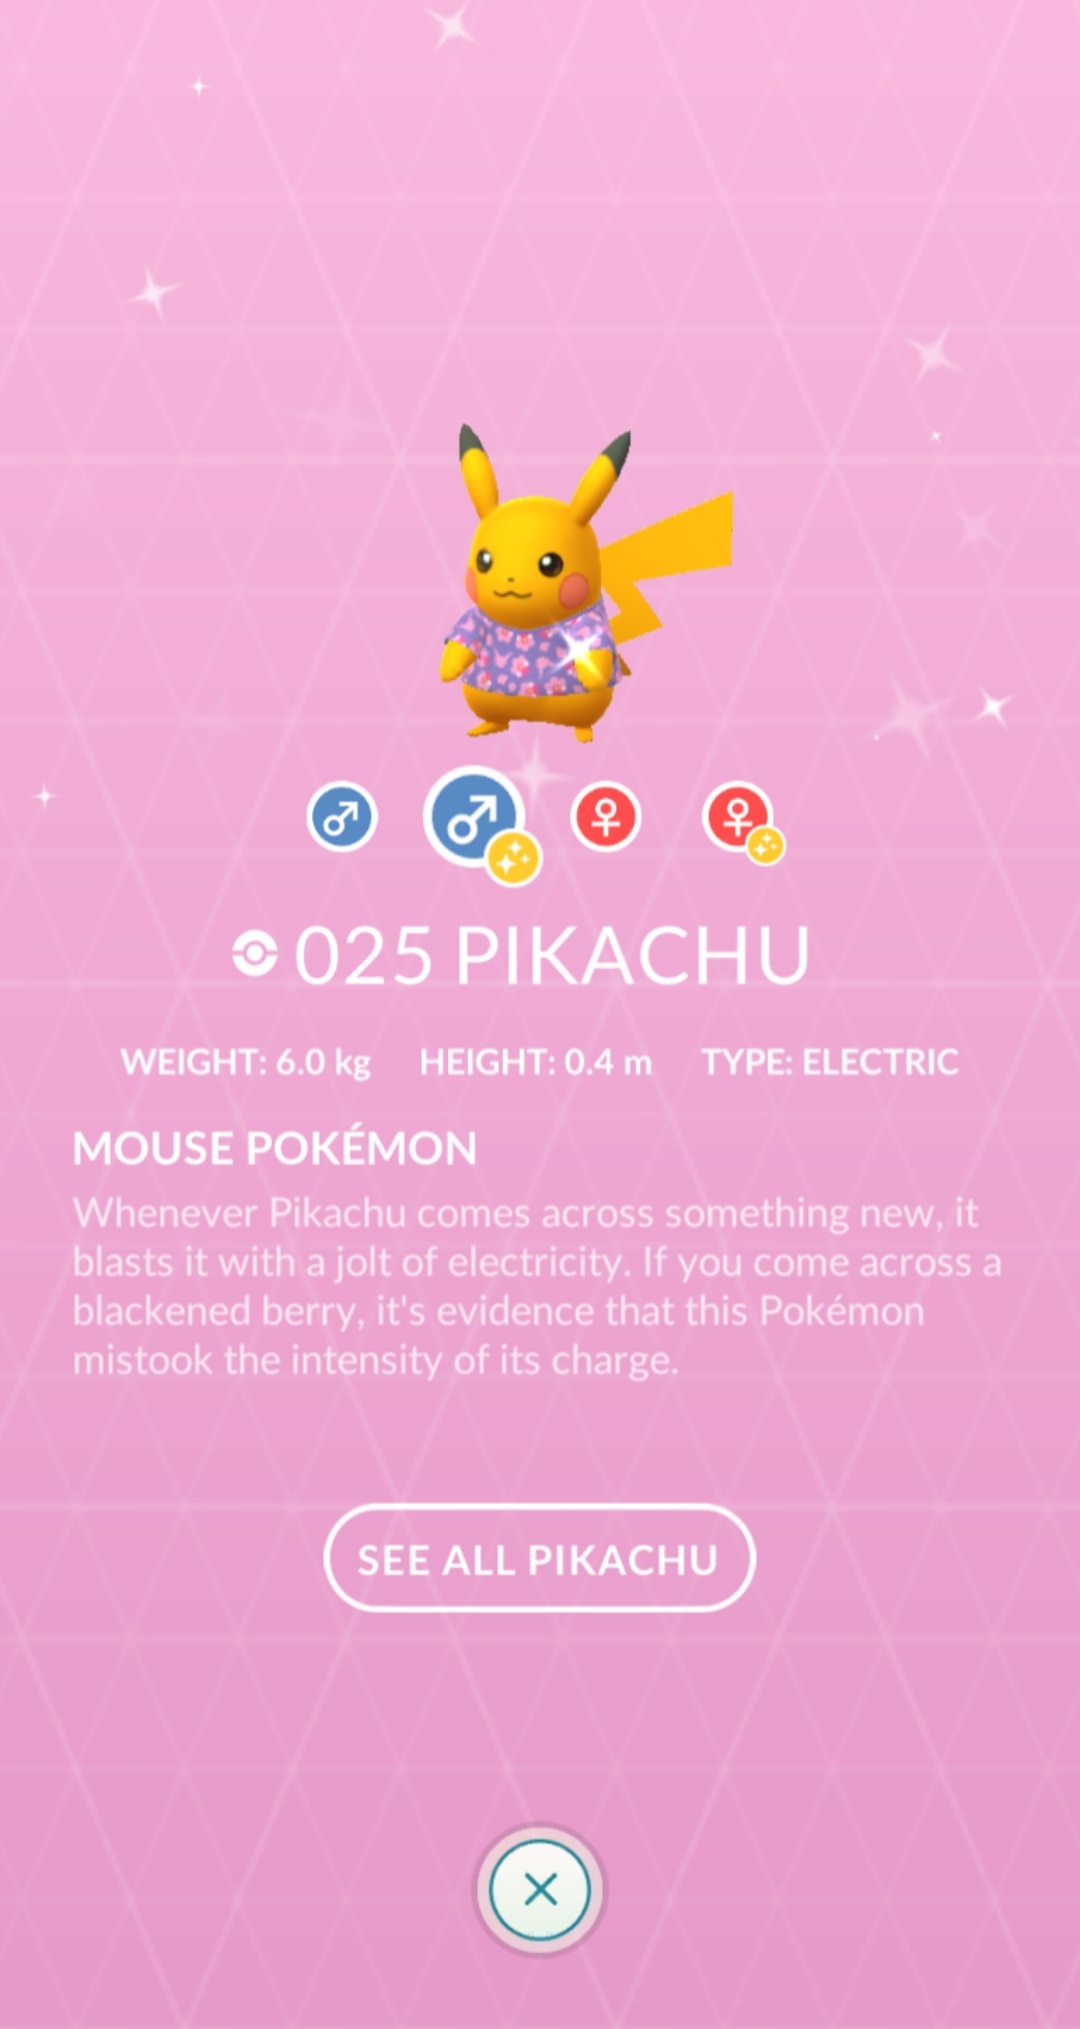 025 PIKACHU
WEIGHT: 6.0 kg HEIGHT: 0.4 m TYPE: ELECTRIC
MOUSE POKÉMON
Whenever Pikachu comes across something new, it
blasts it with a jolt of electricity. If you come across a
blackened berry, it's evidence that this Pokémon
mistook the intensity of its charge.
SEE ALL PIKACHU